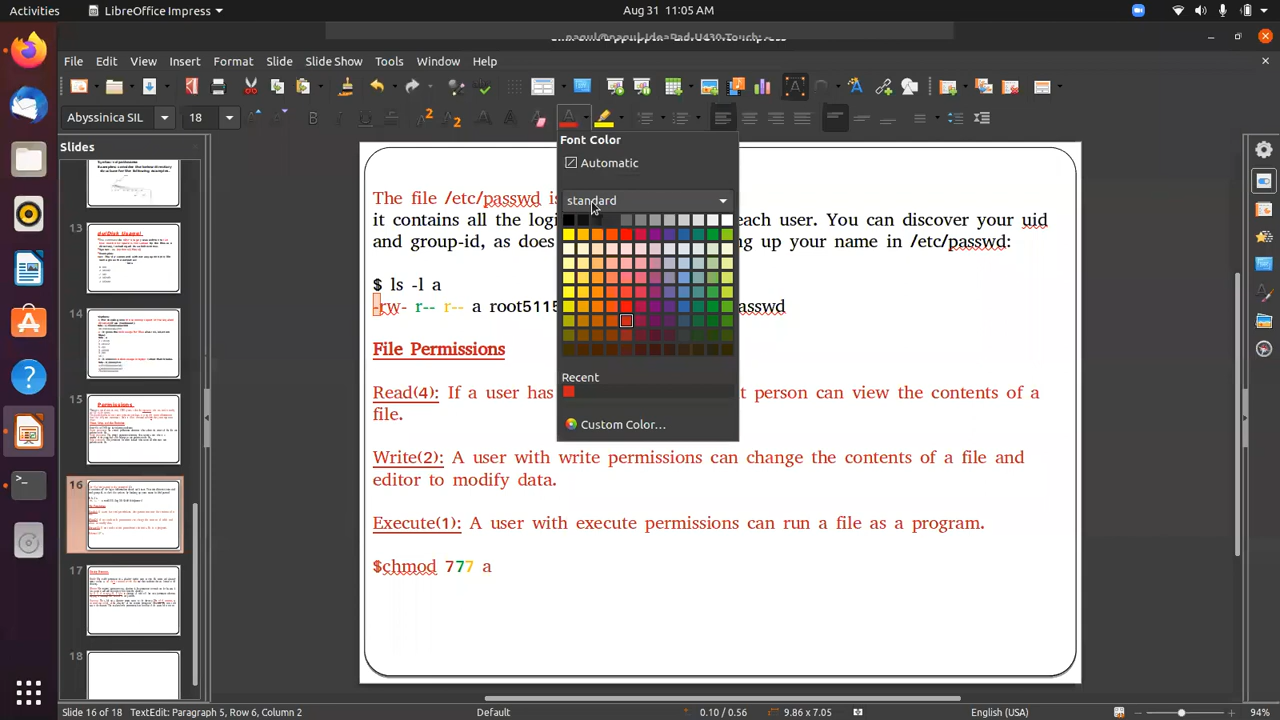 Activities
LibreOffice Impress
Aug 31 11:05 AM
File Edit View Insert Format Slide Slide Show Tools Window Help
Abyssinica SIL
18
Slides
Font Color
Automatic
standard
Recent
Custom Color...
The file /etc/passwd is
it contains all the logi each user. You can discover your uid
and group-id, as does ng up your name in /etc/passwd:
$ ls -l a
-rw- r-- r-- a root5115 asswd
File Permissions
Read(4): If a user has t person can view the contents of a
file.
Write(2): A user with write permissions can change the contents of a file and
editor to modify data.
Execute(1): A user with execute permissions can run a file as a program.
$chmod 777 a
13
14
15
Permissions
16
17
18
Slide 16 of 18
TextEdit: Paragraph 5, Row 6, Column 2
Default
0.10 / 0.56
9.86 x 7.05
English (USA)
94%